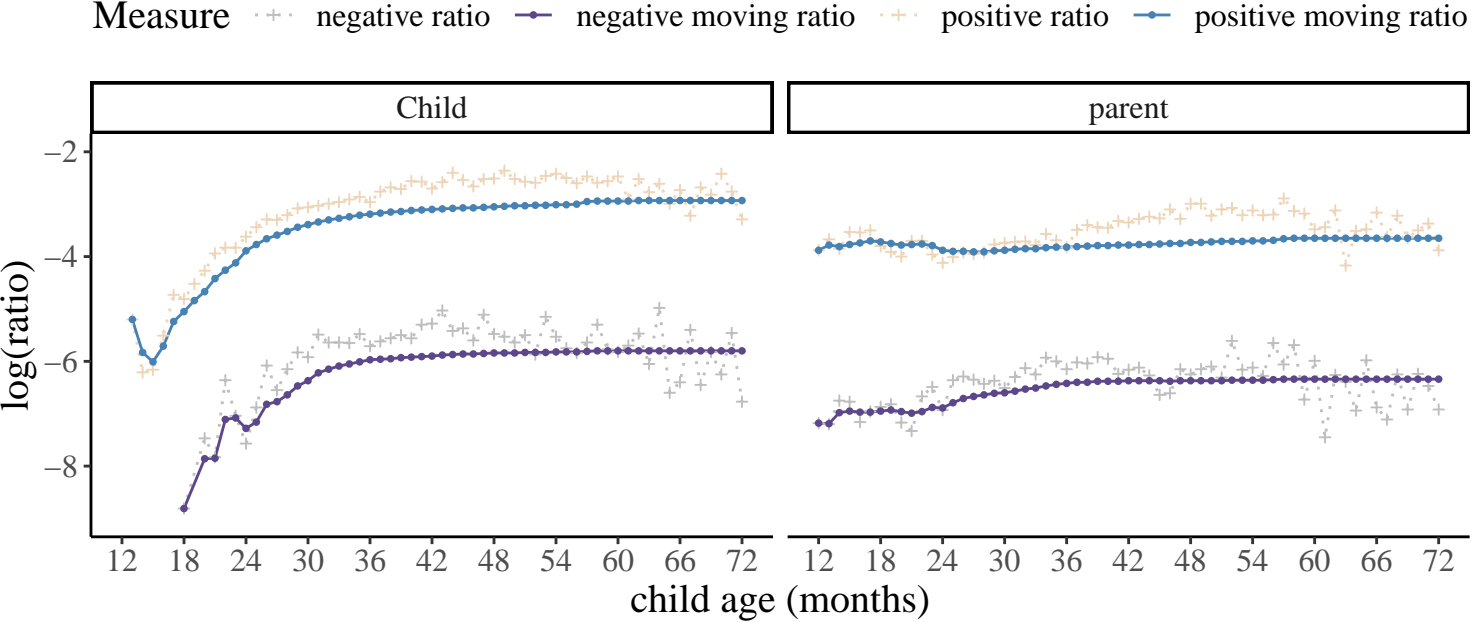 Measure negative ratio negative moving ratio positive ratio positive moving ratio
Child parent
−2
−4
−6
−8
12 18 24 30 36 42 48 54 60 66 72 12 18 24 30 36 42 48 54 60 66 72
child age (months)
log(ratio)